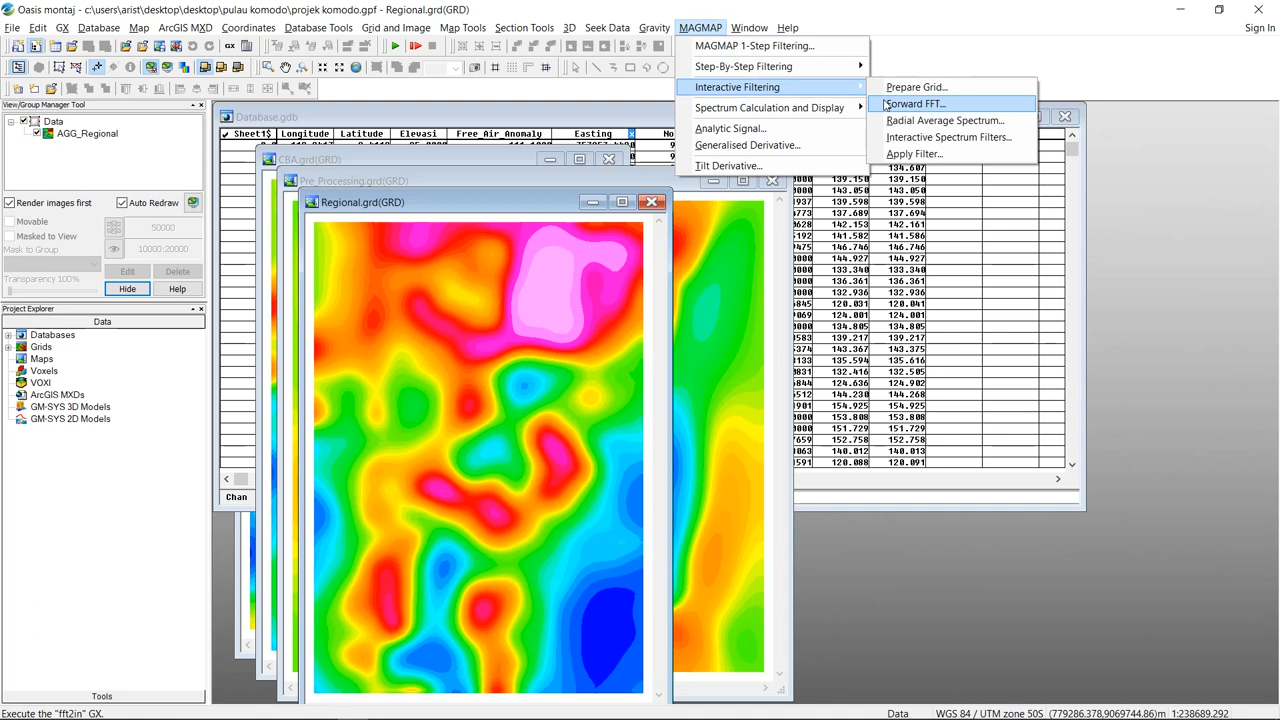 Oasis montaj - c:\users\arist\desktop\desktop\pulau komodo\projek komodo.gpf - Regional.grd(GRD)
File Edit GX Database Map ArcGIS MXD Coordinates Database Tools Grid and Image Map Tools Section Tools 3D Seek Data Gravity MAGMAP Window Help
Sign In
GX
MAGMAP 1-Step Filtering...
Step-By-Step Filtering
Interactive Filtering
Spectrum Calculation and Display
Analytic Signal...
Generalised Derivative...
Tilt Derivative...
Prepare Grid...
Forward FFT...
Radial Average Spectrum...
Interactive Spectrum Filters...
Apply Filter...
View/Group Manager Tool
Data
AGG_Regional
Render images first
Auto Redraw
Movable
Masked to View
50000
Mask to Group
10000:20000
Transparency 100%
Edit
Delete
Hide
Help
Project Explorer
Data
Databases
Grids
Maps
Voxels
VOXI
ArcGIS MXDs
GM-SYS 3D Models
GM-SYS 2D Models
Tools
Database.gdb
Sheet1$ Longitude Latitude Elevasi Free_Air_Anomaly Easting
CBA.grd(GRD)
Pre_Processing.grd(GRD)
Regional.grd(GRD)
134.805
139.150 139.150
143.050 143.050
139.598 139.598
137.689 137.694
142.153 142.161
141.582 141.586
146.746 146.746
144.927 144.927
133.340 133.340
136.361 136.361
132.936 132.936
120.031 120.041
124.001 124.001
134.805 134.805
139.217 139.217
143.367 143.375
135.594 135.616
132.416 132.505
124.636 124.902
144.230 144.268
154.925 154.925
153.808 153.808
151.729 151.729
152.758 152.758
140.012 140.013
120.088 120.091
Chan
Execute the "fft2in" GX.
Data
WGS 84 / UTM zone 50S
(779286.378,9069744.86)m
1:238689.292